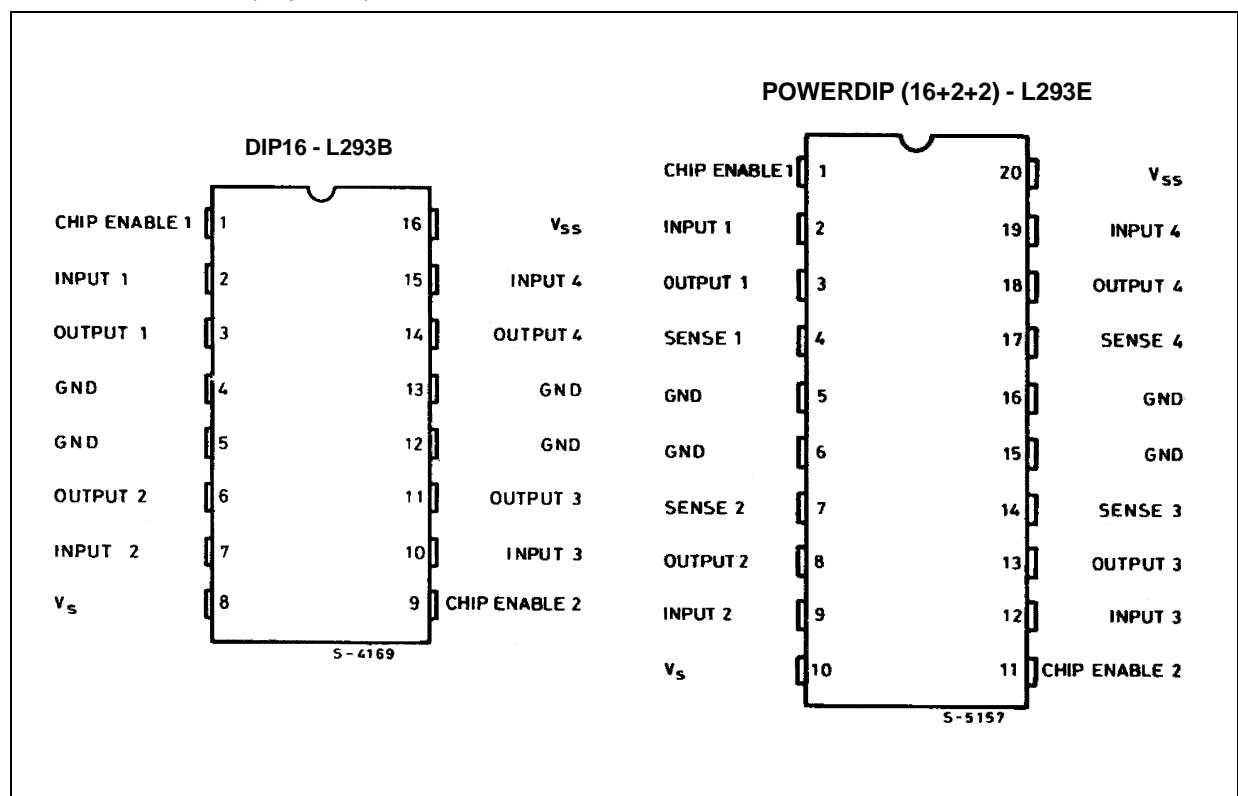 POWERDIP (16+2+2) - L293E
DIP16 - L293B
CHIP ENABLE 1 1 16 Vss
INPUT 1 2 15 INPUT 4
OUTPUT 1 3 14 OUTPUT 4
GND 4 13 GND
GND 5 12 GND
OUTPUT 2 6 11 OUTPUT 3
INPUT 2 7 10 INPUT 3
Vs 8 9 CHIP ENABLE 2
S-4169
CHIP ENABLE 1 1 20 Vss
INPUT 1 2 19 INPUT 4
OUTPUT 1 3 18 OUTPUT 4
SENSE 1 4 17 SENSE 4
GND 5 16 GND
GND 6 15 GND
SENSE 2 7 14 SENSE 3
OUTPUT 2 8 13 OUTPUT 3
INPUT 2 9 12 INPUT 3
Vs 10 11 CHIP ENABLE 2
S-5157